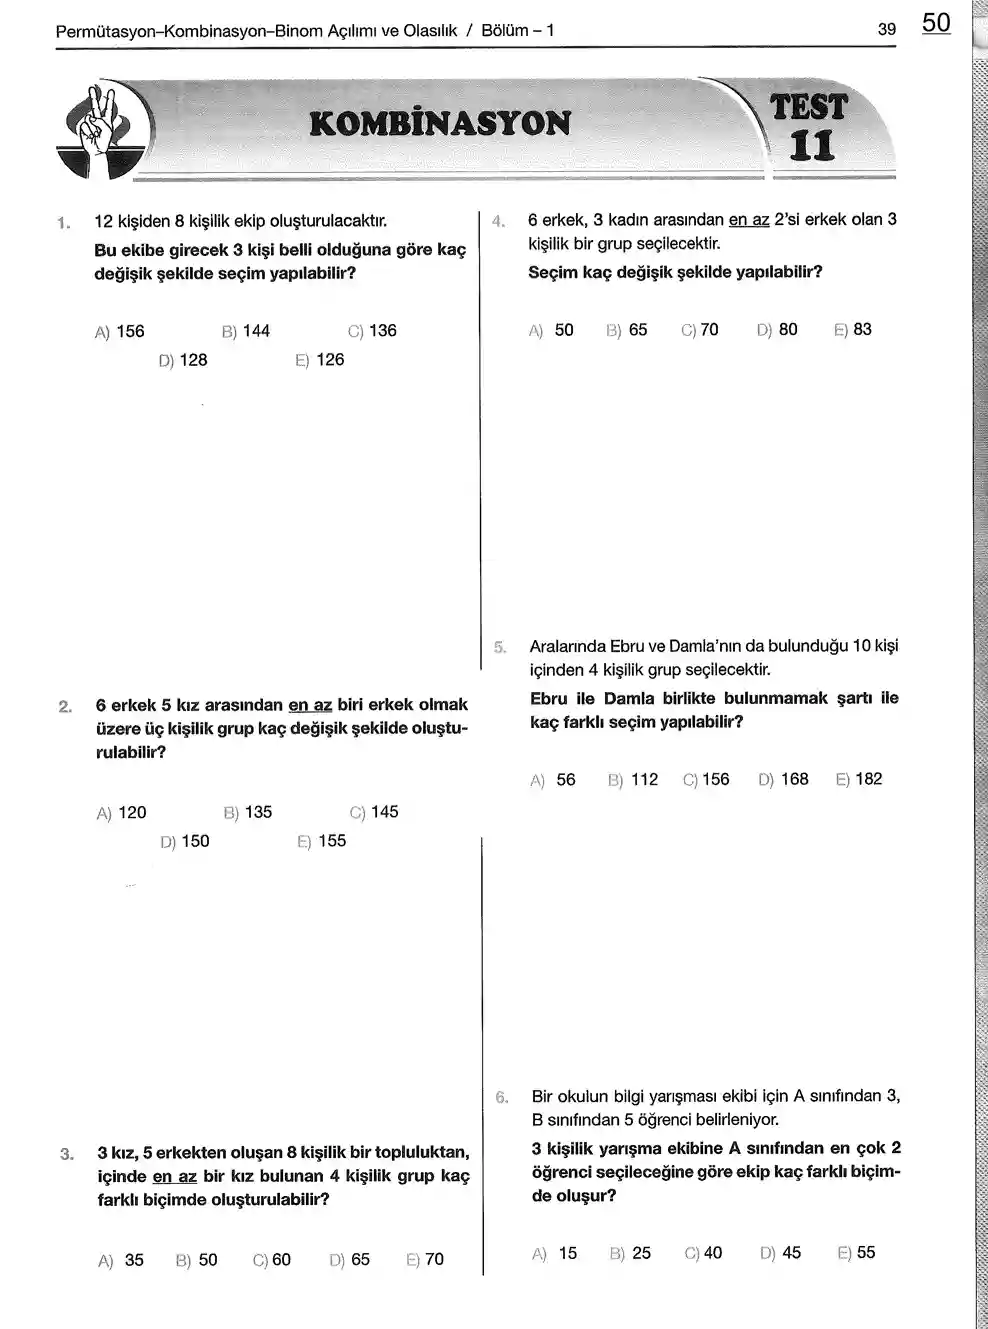 Permütasyon–Kombinasyon–Binom Açılımı ve Olasılık / Bölüm – 1
39
50
KOMBİNASYON
TEST
11
1. 12 kişiden 8 kişilik ekip oluşturulacaktır.
Bu ekibe girecek 3 kişi belli olduğuna göre kaç
değişik şekilde seçim yapılabilir?
A) 156 B) 144 C) 136
D) 128 E) 126
2. 6 erkek 5 kız arasından en az biri erkek olmak
üzere üç kişilik grup kaç değişik şekilde oluştu-
rulabilir?
A) 120 B) 135 C) 145
D) 150 E) 155
3. 3 kız, 5 erkekten oluşan 8 kişilik bir topluluktan,
içinde en az bir kız bulunan 4 kişilik grup kaç
farklı biçimde oluşturulabilir?
A) 35 B) 50 C) 60 D) 65 E) 70
4. 6 erkek, 3 kadın arasından en az 2'si erkek olan 3
kişilik bir grup seçilecektir.
Seçim kaç değişik şekilde yapılabilir?
A) 50 B) 65 C) 70 D) 80 E) 83
5. Aralarında Ebru ve Damla'nın da bulunduğu 10 kişi
içinden 4 kişilik grup seçilecektir.
Ebru ile Damla birlikte bulunmamak şartı ile
kaç farklı seçim yapılabilir?
A) 56 B) 112 C) 156 D) 168 E) 182
6. Bir okulun bilgi yarışması ekibi için A sınıfından 3,
B sınıfından 5 öğrenci belirleniyor.
3 kişilik yarışma ekibine A sınıfından en çok 2
öğrenci seçileceğine göre ekip kaç farklı biçim-
de oluşur?
A) 15 B) 25 C) 40 D) 45 E) 55